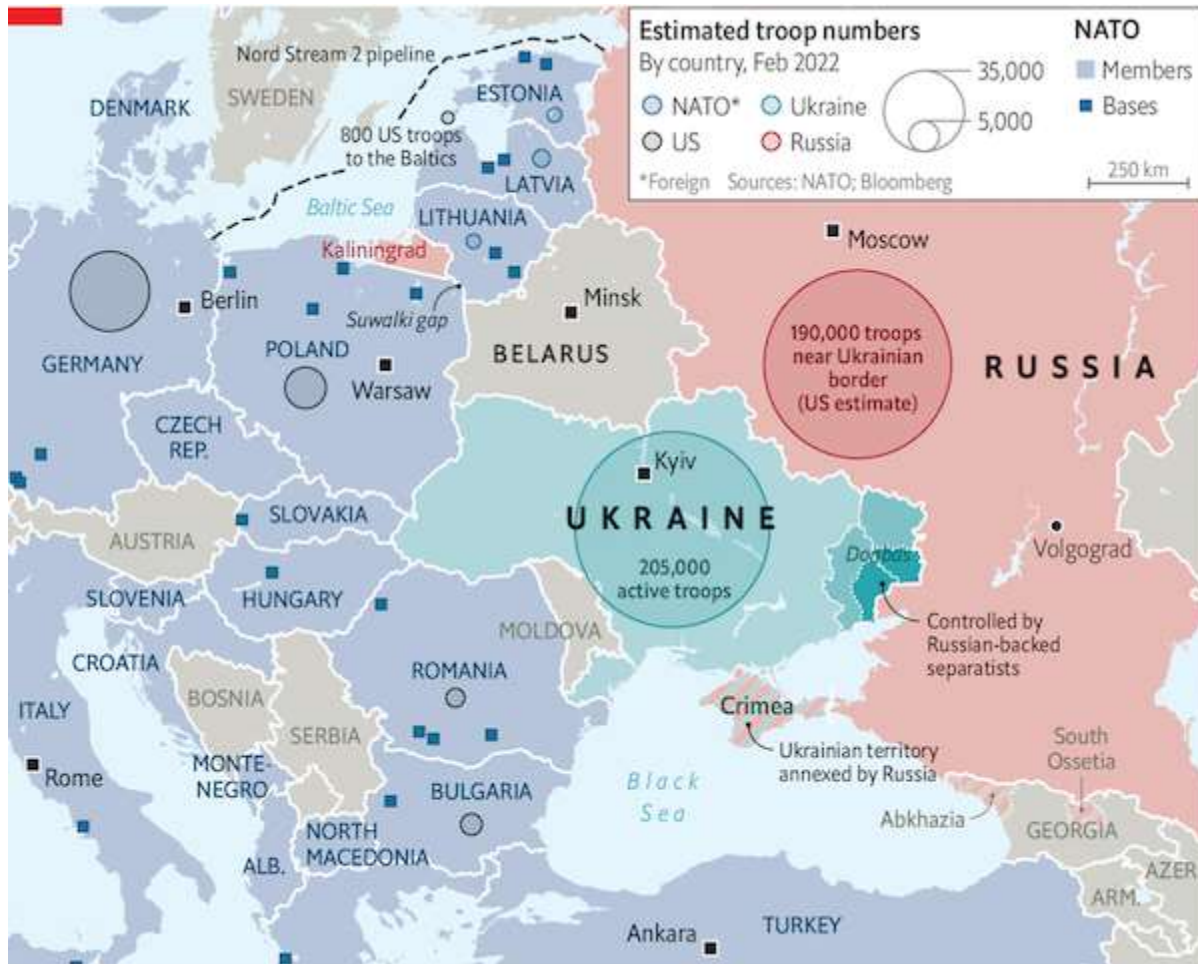 Estimated troop numbers
By country, Feb 2022
NATO*
Ukraine
US
Russia
35,000
5,000
*Foreign Sources: NATO; Bloomberg
NATO
Members
Bases
250 km
Nord Stream 2 pipeline
SWEDEN
DENMARK
ESTONIA
800 US troops
to the Baltics
LATVIA
Baltic Sea
LITHUANIA
Kaliningrad
Moscow
Berlin
Suwalki gap
Minsk
GERMANY
POLAND
Warsaw
BELARUS
190,000 troops
near Ukrainian
border
(US estimate)
RUSSIA
CZECH
REP.
Kyiv
SLOVAKIA
UKRAINE
AUSTRIA
Donbas
Volgograd
205,000
active troops
SLOVENIA
HUNGARY
MOLDOVA
Controlled by
Russian-backed
separatists
CROATIA
ROMANIA
BOSNIA
ITALY
SERBIA
Crimea
Ukrainian territory
annexed by Russia
South
Ossetia
Rome
MONTE-
NEGRO
BULGARIA
Black
Sea
Abkhazia
GEORGIA
NORTH
MACEDONIA
ALB.
AZER
ARM.
Ankara
TURKEY